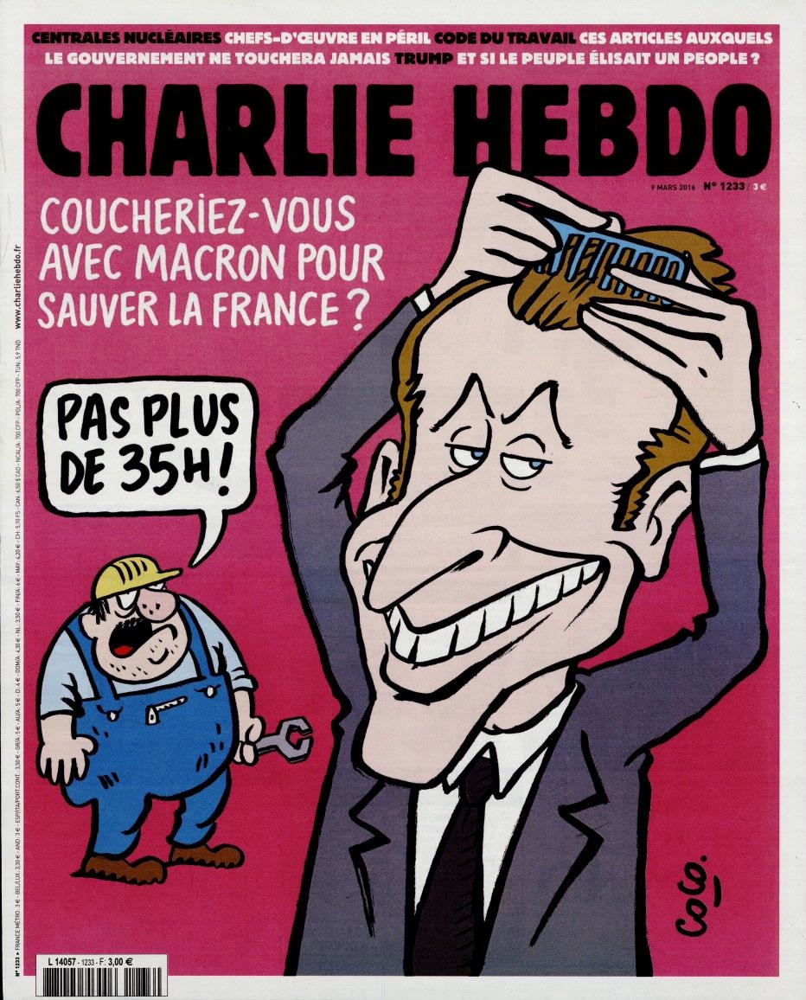 CENTRALES NUCLÉAIRES CHEFS-D'ŒUVRE EN PÉRIL CODE DU TRAVAIL CES ARTICLES AUXQUELS
LE GOUVERNEMENT NE TOUCHERA JAMAIS TRUMP ET SI LE PEUPLE ÉLISAIT UN PEOPLE ?
CHARLIE HEBDO
9 MARS 2016 N° 1233 / 3 €
COUCHERIEZ-VOUS
AVEC MACRON POUR
SAUVER LA FRANCE ?
PAS PLUS
DE 35H !
Coco.
L 14057 - 1233 - F: 3,00 €
N° 1233 ▸ FRANCE MÉTRO : 3 € - BEL/LUX : 3,30 € - AND : 3 € - ESP/ITA/PORT.CONT. : 3,50 € - GR/A : 5 € - AU/A : 5 € - D : 4 € - DOM/A : 4,30 € - NL : 3,50 € - FIN/A : 6 € - MAY : 4,20 € - CH : 5,10 FS - CAN : 6,50 $ CAD - NCAL/A : 700 CFP - POL/A : 700 CFP - TUN : 5,9 TND
www.charliehebdo.fr